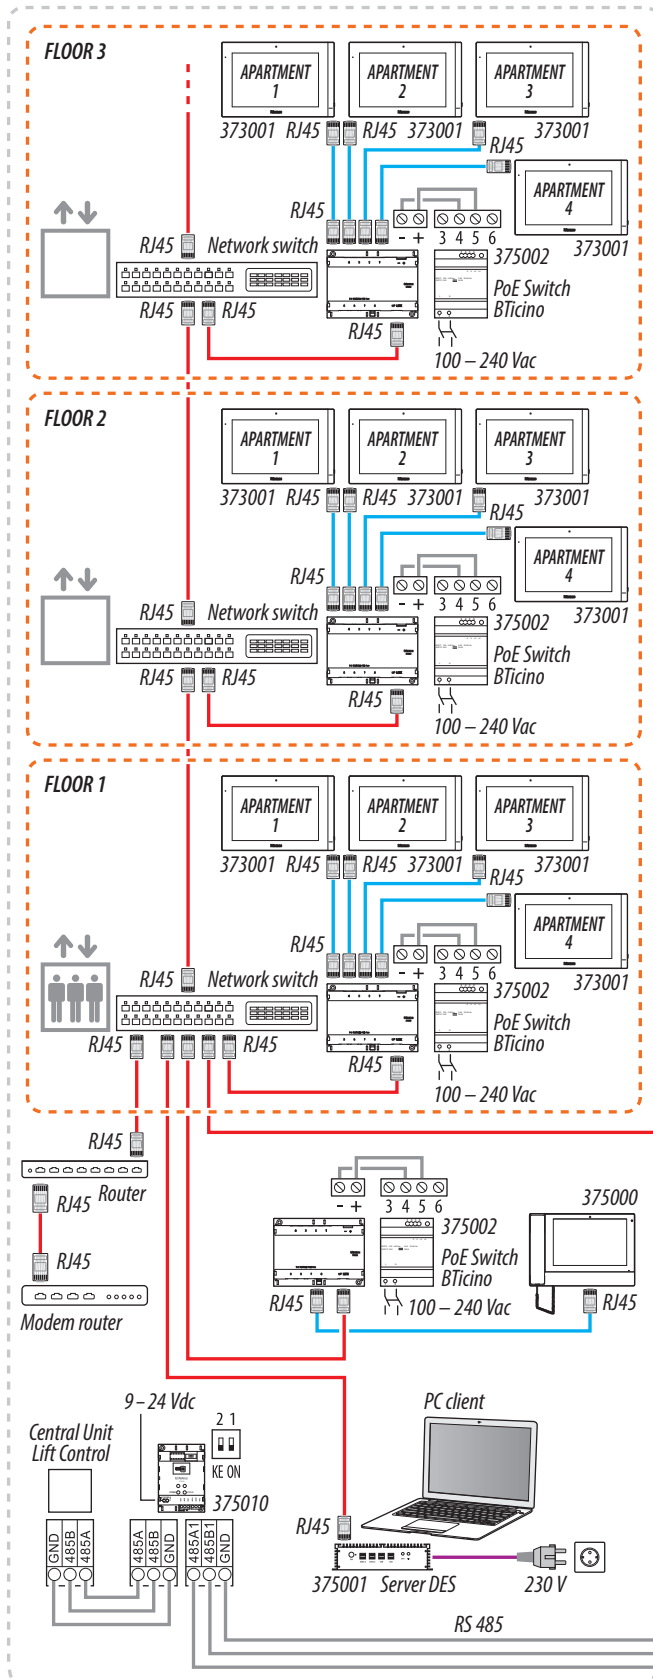 FLOOR 3
APARTMENT 1
APARTMENT 2
APARTMENT 3
373001 RJ45 RJ45 373001 373001
RJ45
APARTMENT 4
373001
RJ45
- + 3 4 5 6
375002
RJ45 Network switch
PoE Switch
BTicino
RJ45 RJ45 RJ45
100 – 240 Vac
FLOOR 2
APARTMENT 1
APARTMENT 2
APARTMENT 3
373001 RJ45 RJ45 373001 373001
RJ45
APARTMENT 4
373001
RJ45
- + 3 4 5 6
375002
RJ45 Network switch
PoE Switch
BTicino
RJ45 RJ45 RJ45
100 – 240 Vac
FLOOR 1
APARTMENT 1
APARTMENT 2
APARTMENT 3
373001 RJ45 RJ45 373001 373001
RJ45
APARTMENT 4
373001
RJ45
- + 3 4 5 6
375002
RJ45 Network switch
PoE Switch
BTicino
RJ45 RJ45 RJ45
100 – 240 Vac
RJ45
Router
RJ45
RJ45
Modem router
- + 3 4 5 6
375002
PoE Switch
BTicino
375000
RJ45
100 – 240 Vac
RJ45
9 – 24 Vdc
2 1
KE ON
Central Unit
Lift Control
375010
GND 485B 485A
485A 485B GND
485A1 485B1 GND
PC client
RJ45
375001 Server DES
230 V
RS 485